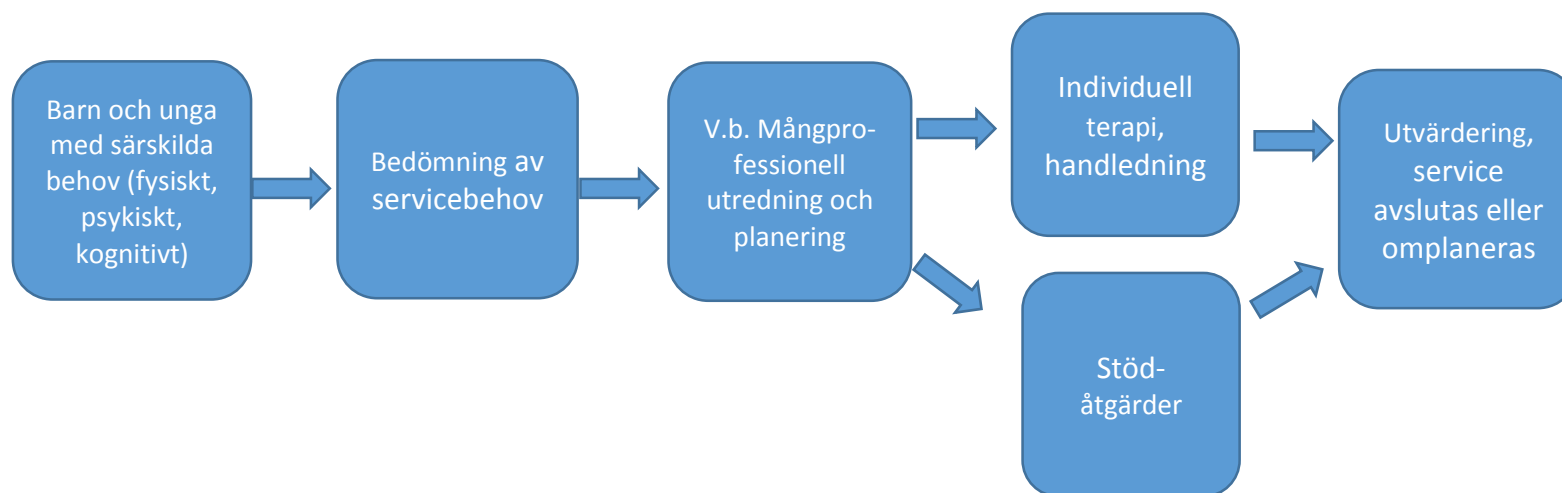 Barn och unga
med särskilda
behov (fysiskt,
psykiskt,
kognitivt)
Bedömning av
servicebehov
V.b. Mångpro-
fessionell
utredning och
planering
Individuell
terapi,
handledning
Stöd-
åtgärder
Utvärdering,
service
avslutas eller
omplaneras